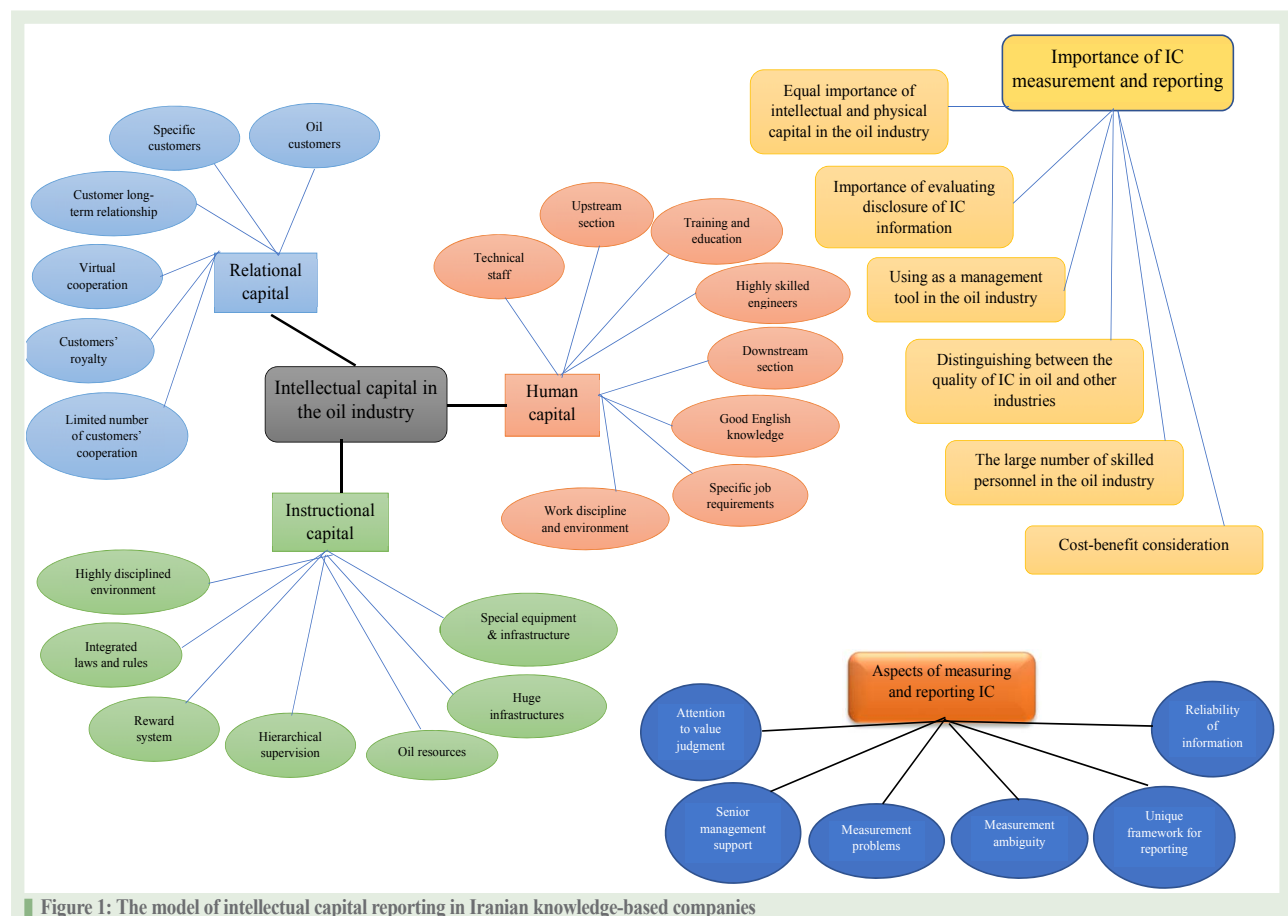 Importance of IC
measurement and reporting
Equal importance of
intellectual and physical
capital in the oil industry
Importance of evaluating
disclosure of IC
information
Using as a management
tool in the oil industry
Distinguishing between the
quality of IC in oil and other
industries
The large number of skilled
personnel in the oil industry
Cost-benefit consideration
Oil
customers
Specific
customers
Customer long-
term relationship
Virtual
cooperation
Customers’
royalty
Limited number
of customers’
cooperation
Relational
capital
Intellectual capital in
the oil industry
Human
capital
Technical
staff
Upstream
section
Training and
education
Highly skilled
engineers
Downstream
section
Good English
knowledge
Specific job
requirements
Work discipline
and environment
Instructional
capital
Highly disciplined
environment
Integrated
laws and rules
Reward
system
Hierarchical
supervision
Oil resources
Huge
infrastructures
Special equipment
& infrastructure
Aspects of measuring
and reporting IC
Attention
to value
judgment
Senior
management
support
Measurement
problems
Measurement
ambiguity
Unique
framework for
reporting
Reliability
of
information
Figure 1: The model of intellectual capital reporting in Iranian knowledge-based companies